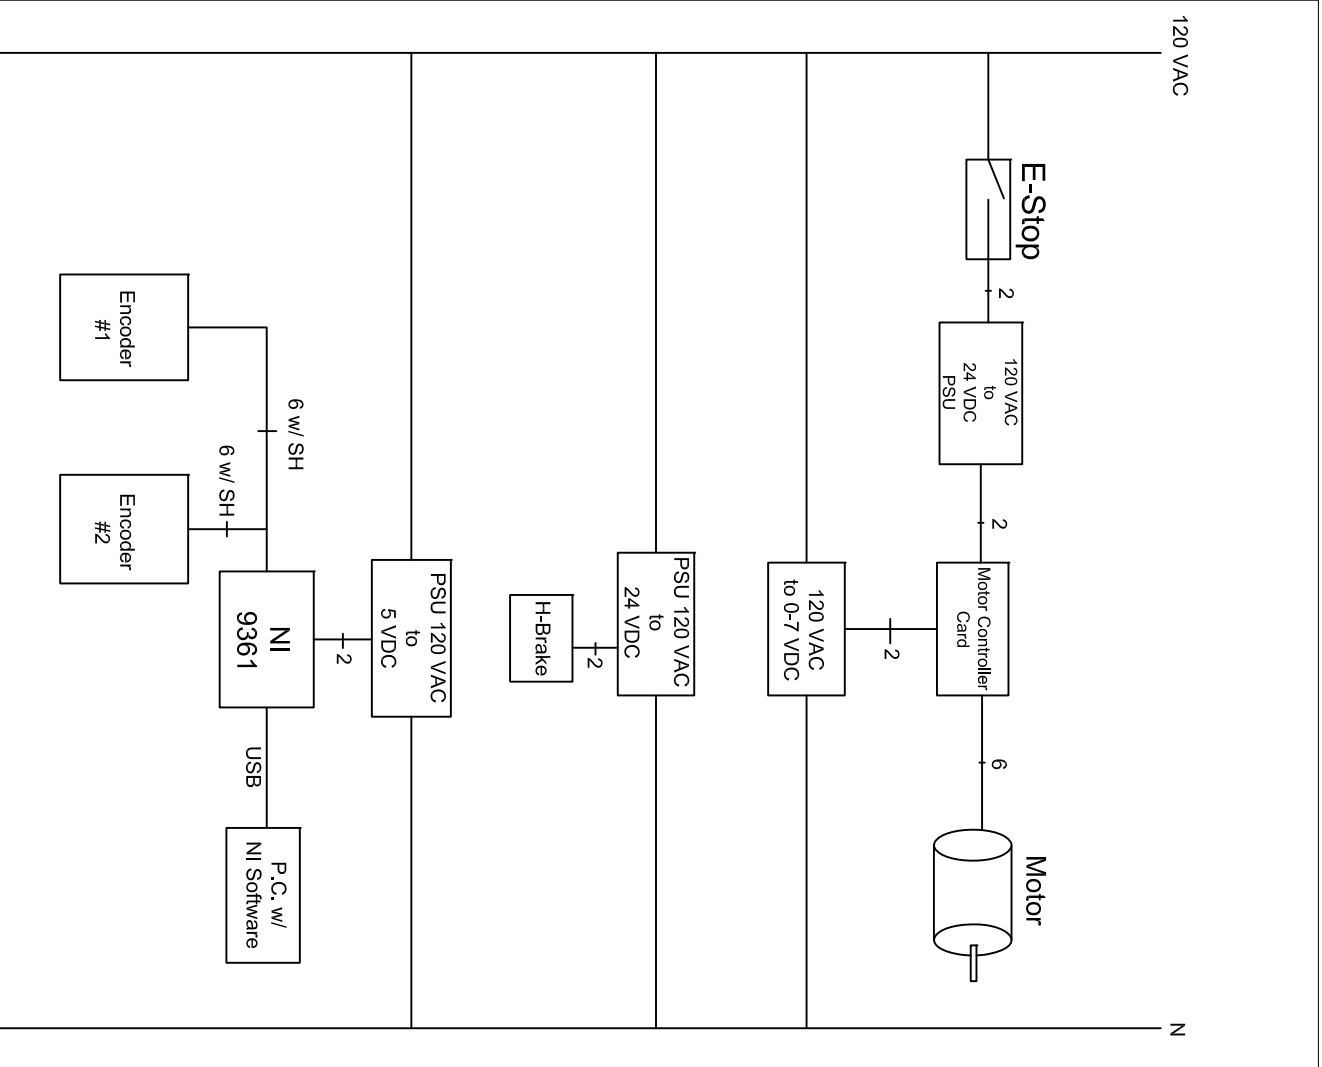 120 VAC
N
E-Stop
2
120 VAC
to
24 VDC
PSU
2
Motor Controller
Card
6
Motor
2
120 VAC
to 0-7 VDC
PSU 120 VAC
to
24 VDC
2
H-Brake
PSU 120 VAC
to
5 VDC
2
6 w/ SH
6 w/ SH
NI
9361
USB
P.C. w/
NI Software
Encoder
#1
Encoder
#2